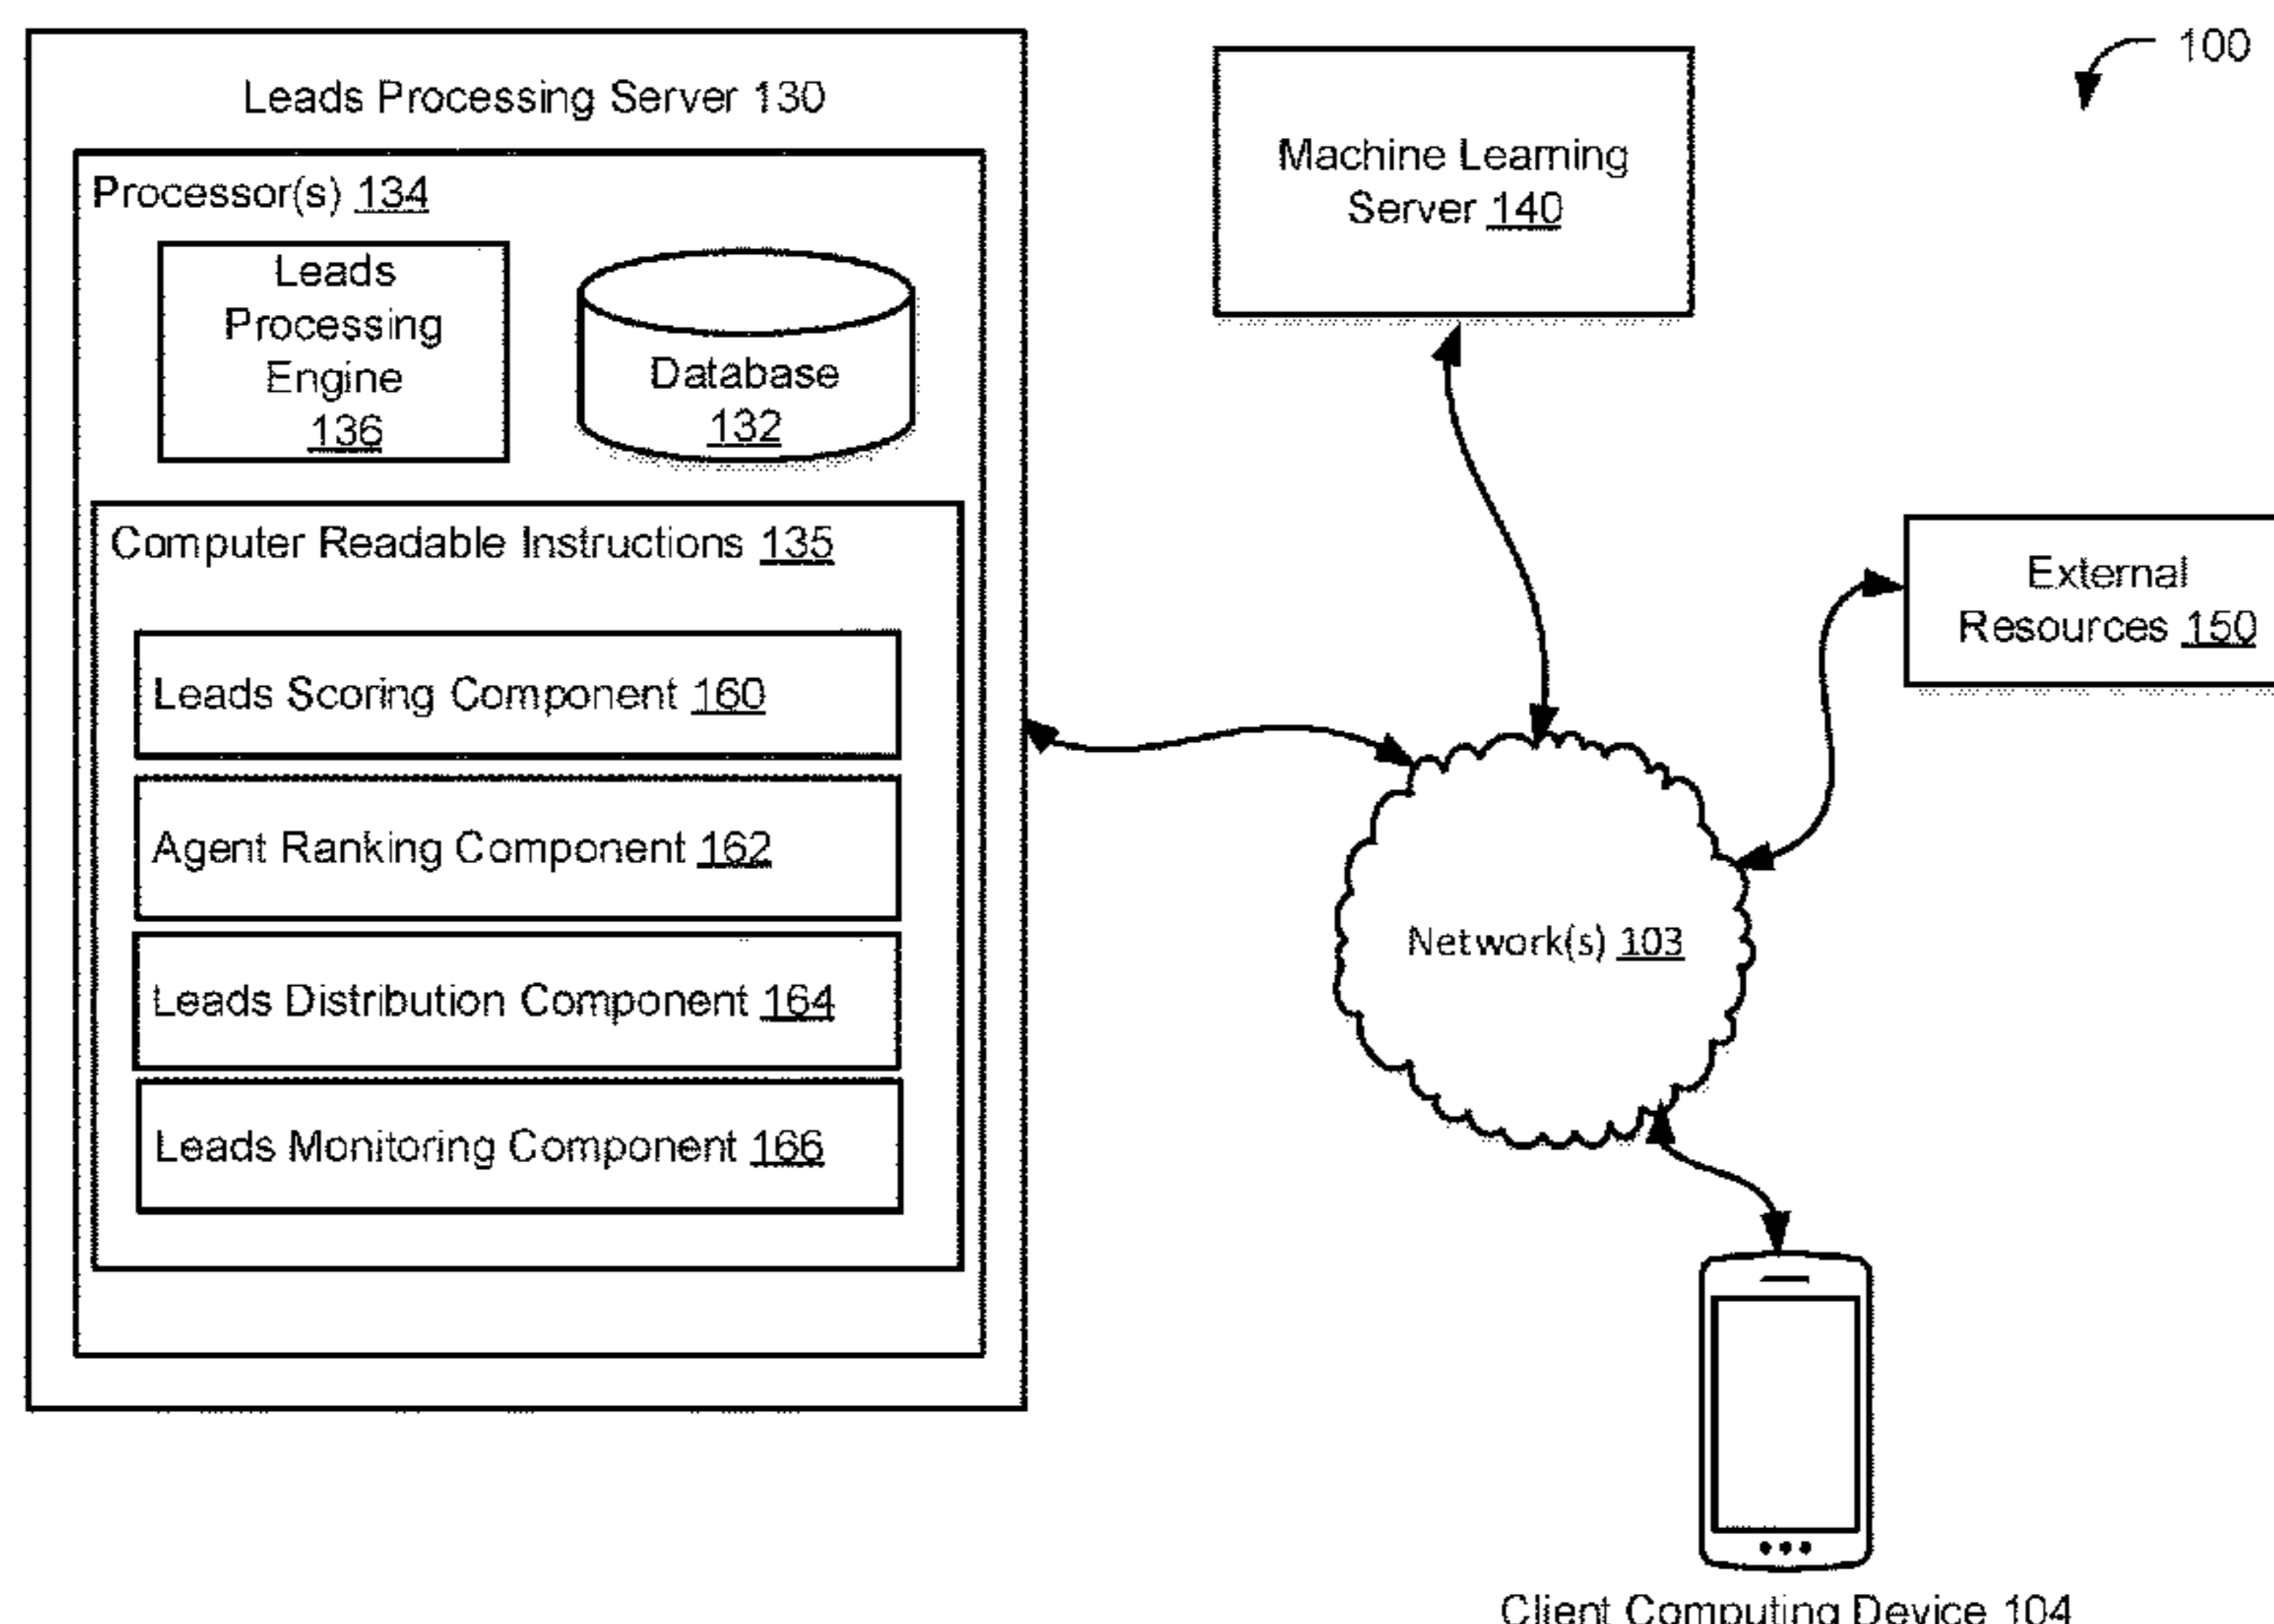 Leads Processing Server 130
Processor(s) 134
Leads
Processing
Engine
136
Database
132
Computer Readable Instructions 135
Leads Scoring Component 160
Agent Ranking Component 162
Leads Distribution Component 164
Leads Monitoring Component 166
100
Machine Learning
Server 140
External
Resources 150
Network(s) 103
Client Computing Device 104